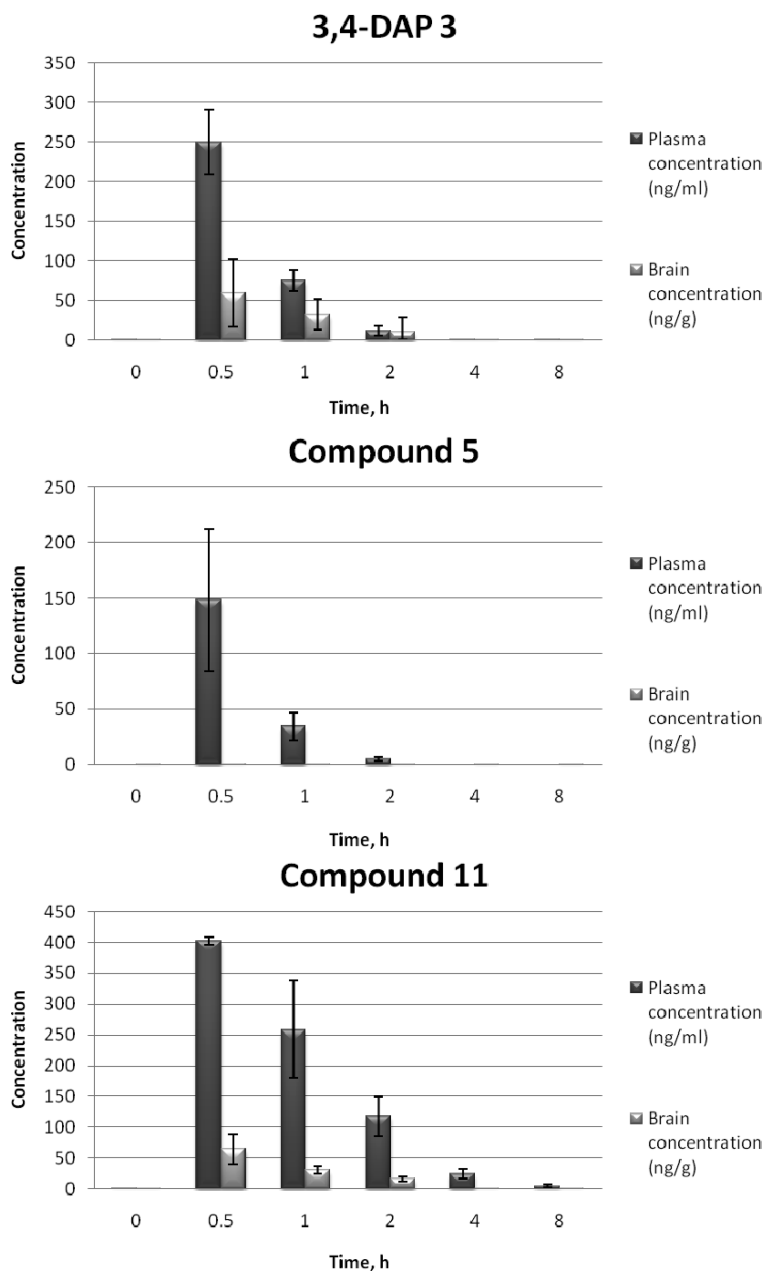 3,4-DAP 3
350
300
250
200
150
100
50
0
Concentration
0 0.5 1 2 4 8
Time, h
Plasma
concentration
(ng/ml)
Brain
concentration
(ng/g)
Compound 5
250
200
150
100
50
0
Concentration
0 0.5 1 2 4 8
Time, h
Plasma
concentration
(ng/ml)
Brain
concentration
(ng/g)
Compound 11
450
400
350
300
250
200
150
100
50
0
Concentration
0 0.5 1 2 4 8
Time, h
Plasma
concentration
(ng/ml)
Brain
concentration
(ng/g)